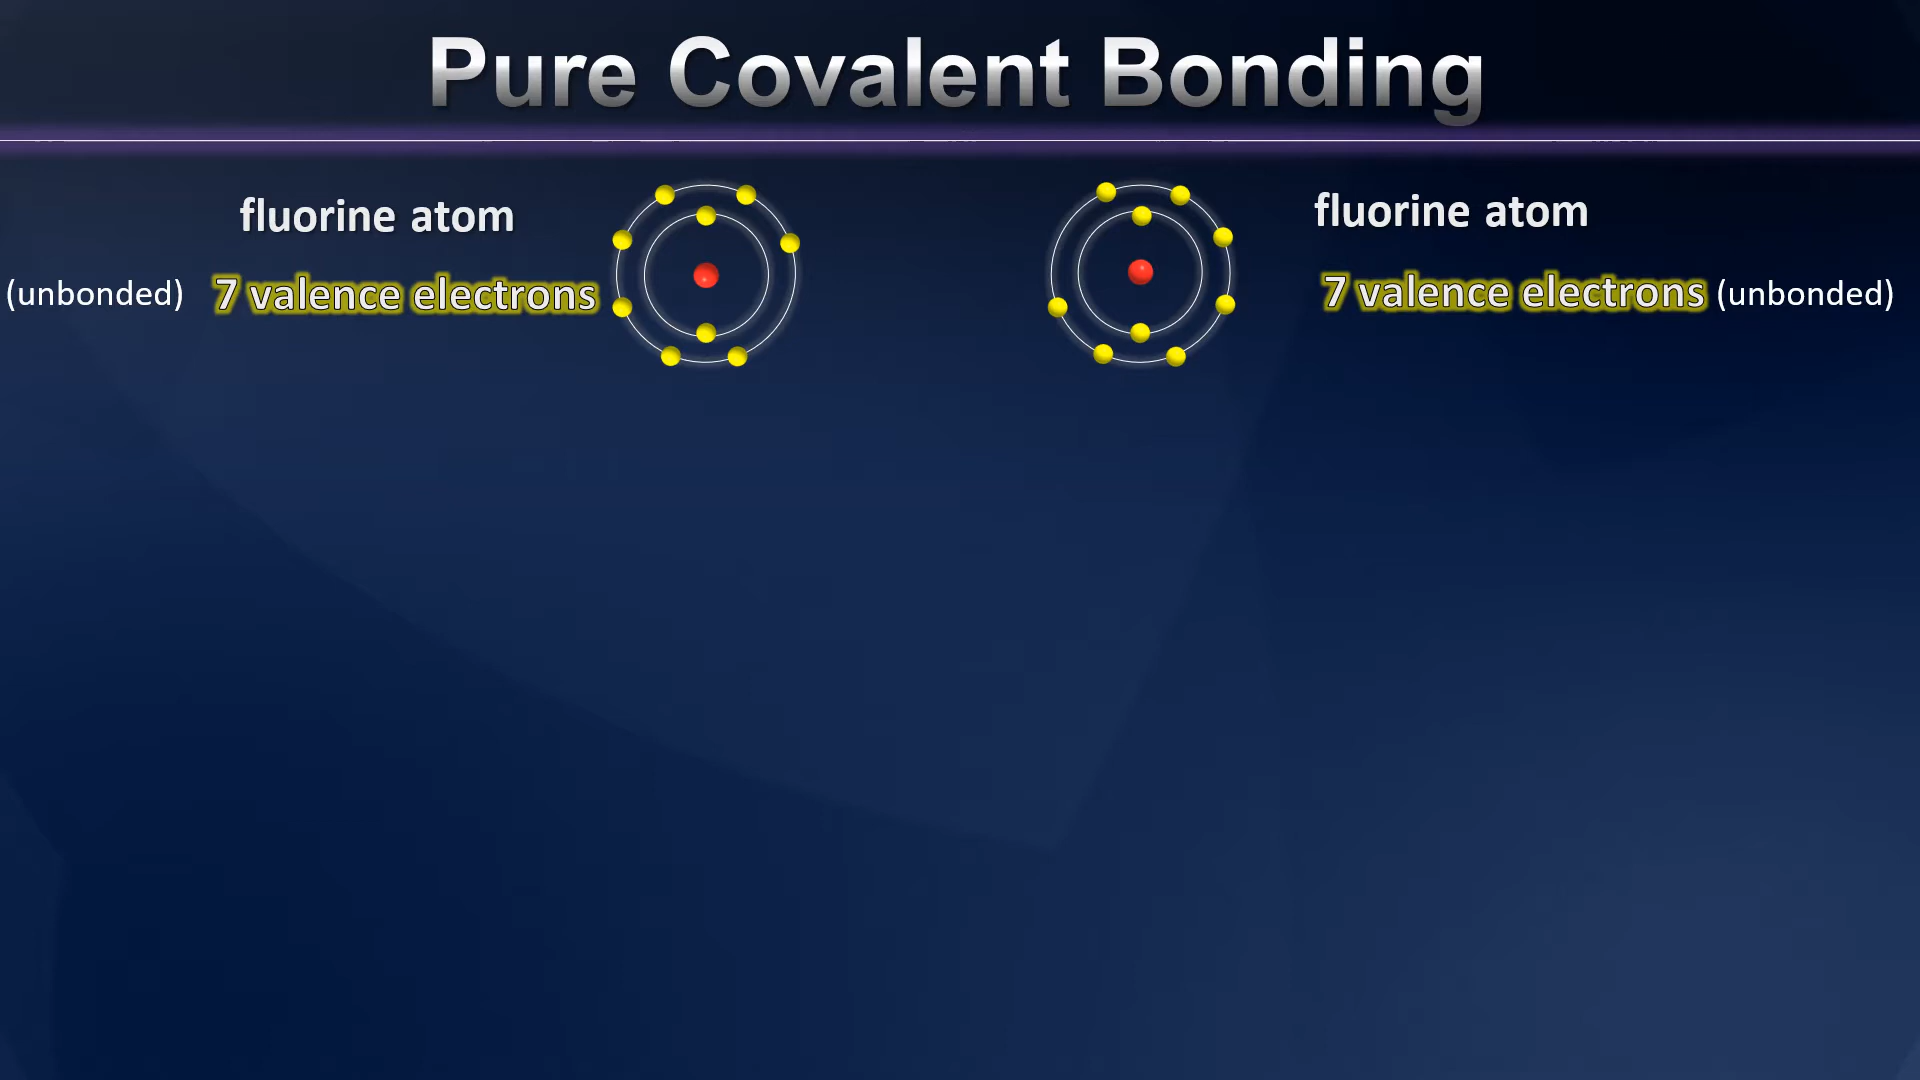 Pure Covalent Bonding
fluorine atom
(unbonded) 7 valence electrons
fluorine atom
7 valence electrons (unbonded)